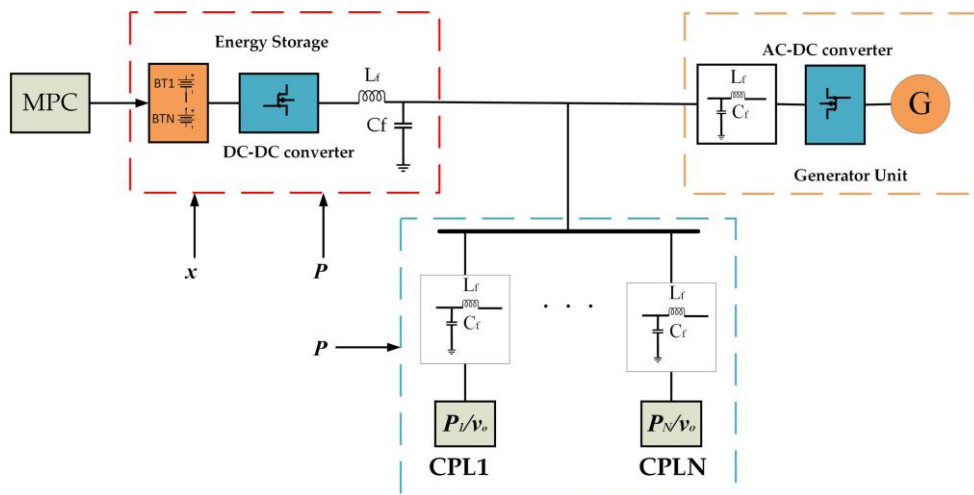 Energy Storage
AC-DC converter
MPC
BT1
BTN
Lf
Cf
DC-DC converter
Lf
Cf
G
Generator Unit
x
P
P
Lf
Cf
. . .
Lf
Cf
P1/vo
PN/vo
CPL1
CPLN